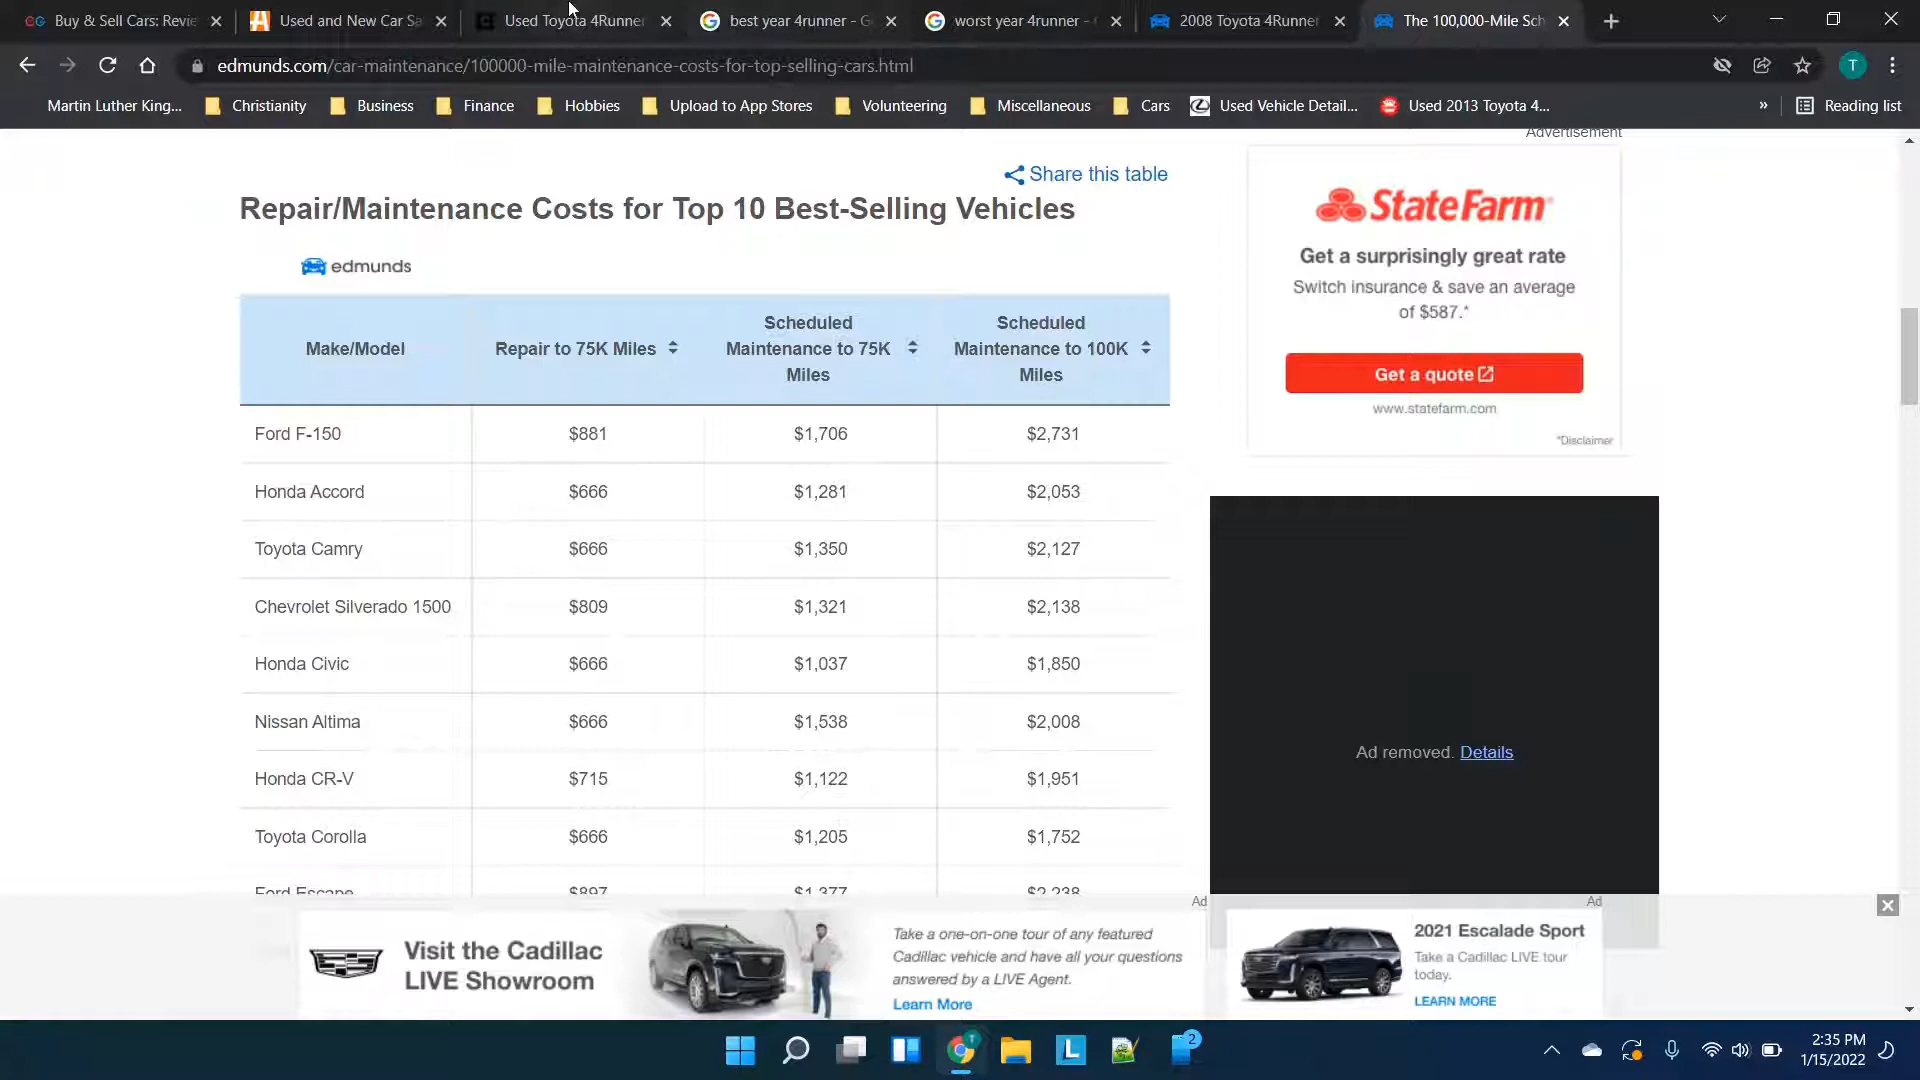 Buy & Sell Cars: Revie
Used and New Car Sa
Used Toyota 4Runner
best year 4runner - G
worst year 4runner -
2008 Toyota 4Runner
The 100,000-Mile Sch
edmunds.com/car-maintenance/100000-mile-maintenance-costs-for-top-selling-cars.html
T
Martin Luther King...
Christianity
Business
Finance
Hobbies
Upload to App Stores
Volunteering
Miscellaneous
Cars
Used Vehicle Detail...
Used 2013 Toyota 4...
»
Reading list
Advertisement
Share this table
Repair/Maintenance Costs for Top 10 Best-Selling Vehicles
edmunds
Make/Model
Repair to 75K Miles
Scheduled
Maintenance to 75K
Miles
Scheduled
Maintenance to 100K
Miles
Ford F-150 $881 $1,706 $2,731
Honda Accord $666 $1,281 $2,053
Toyota Camry $666 $1,350 $2,127
Chevrolet Silverado 1500 $809 $1,321 $2,138
Honda Civic $666 $1,037 $1,850
Nissan Altima $666 $1,538 $2,008
Honda CR-V $715 $1,122 $1,951
Toyota Corolla $666 $1,205 $1,752
Ford Escape $897 $1,377 $2,238
StateFarm
Get a surprisingly great rate
Switch insurance & save an average
of $587.*
Get a quote
www.statefarm.com
*Disclaimer
Ad removed. Details
Ad
Visit the Cadillac
LIVE Showroom
Take a one-on-one tour of any featured
Cadillac vehicle and have all your questions
answered by a LIVE Agent.
Learn More
Ad
2021 Escalade Sport
Take a Cadillac LIVE tour
today.
LEARN MORE
T
L
2
2:35 PM
1/15/2022